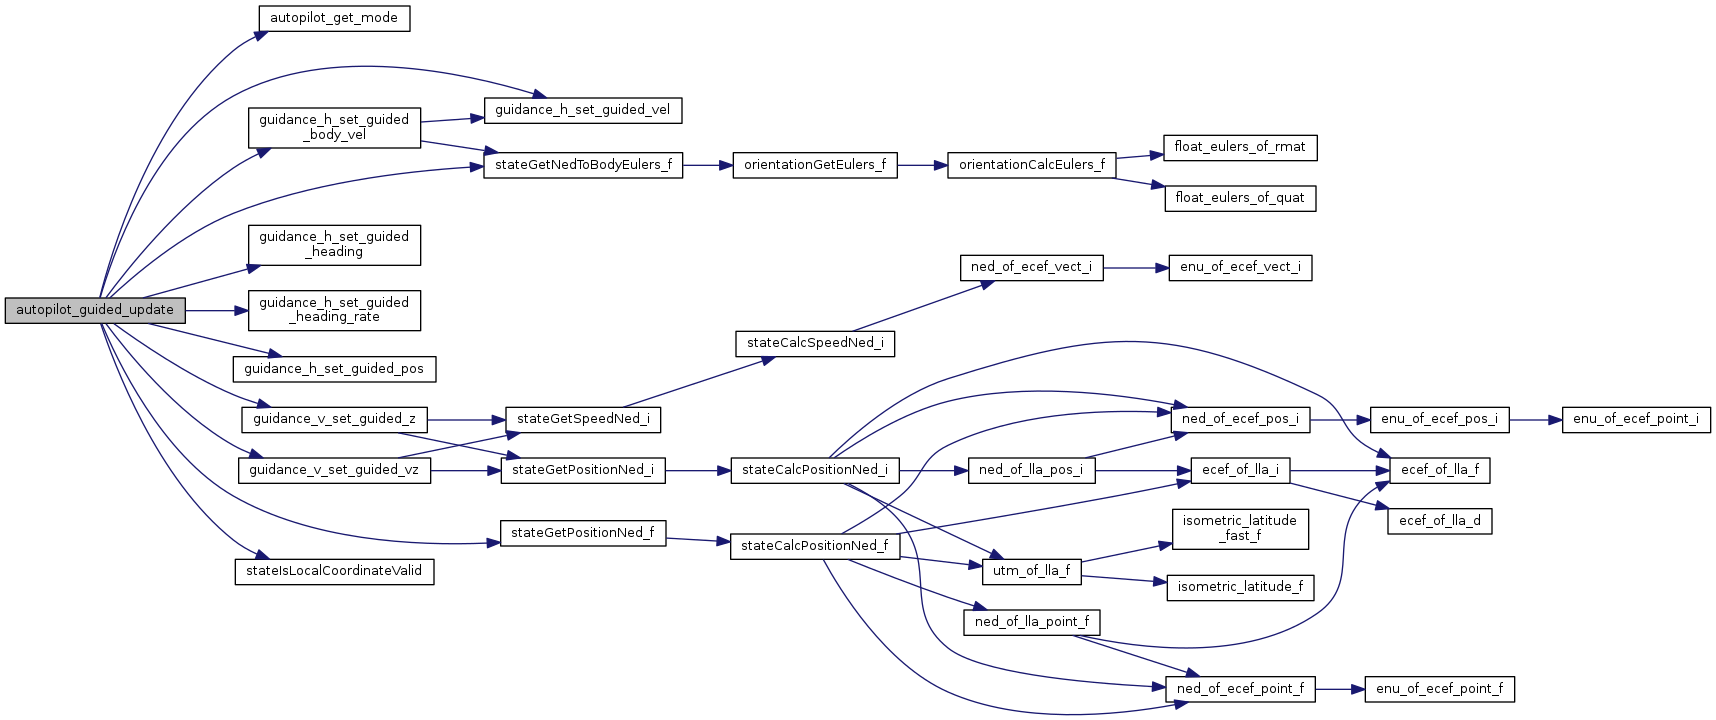 autopilot_get_mode
guidance_h_set_guided_vel
guidance_h_set_guided
_body_vel
float_eulers_of_rmat
stateGetNedToBodyEulers_f
orientationGetEulers_f
orientationCalcEulers_f
float_eulers_of_quat
guidance_h_set_guided
_heading
ned_of_ecef_vect_i
enu_of_ecef_vect_i
autopilot_guided_update
guidance_h_set_guided
_heading_rate
stateCalcSpeedNed_i
guidance_h_set_guided_pos
guidance_v_set_guided_z
stateGetSpeedNed_i
ned_of_ecef_pos_i
enu_of_ecef_pos_i
enu_of_ecef_point_i
guidance_v_set_guided_vz
stateGetPositionNed_i
stateCalcPositionNed_i
ned_of_lla_pos_i
ecef_of_lla_i
ecef_of_lla_f
ecef_of_lla_d
isometric_latitude
_fast_f
stateGetPositionNed_f
stateCalcPositionNed_f
stateIsLocalCoordinateValid
utm_of_lla_f
isometric_latitude_f
ned_of_lla_point_f
ned_of_ecef_point_f
enu_of_ecef_point_f